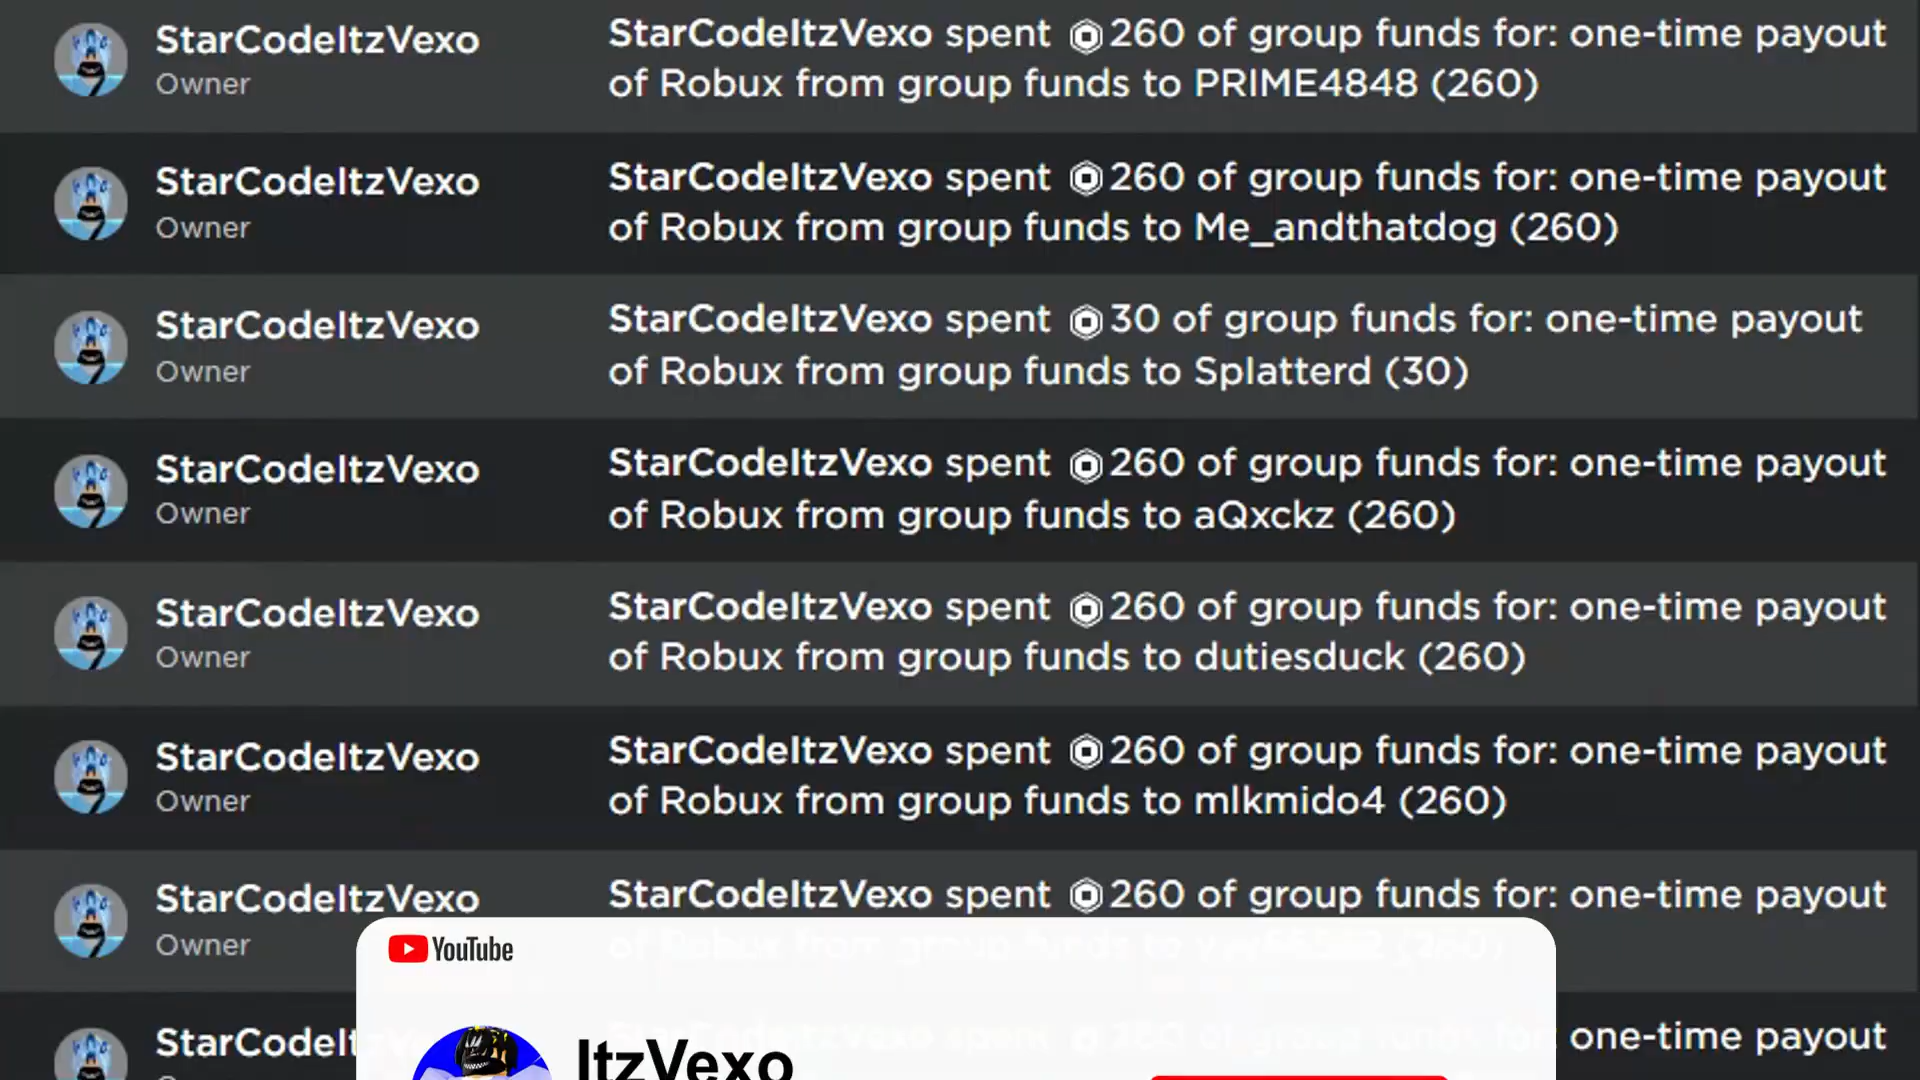 StarCodeItzVexo
Owner
StarCodeItzVexo spent 260 of group funds for: one-time payout
of Robux from group funds to PRIME4848 (260)
StarCodeItzVexo
Owner
StarCodeItzVexo spent 260 of group funds for: one-time payout
of Robux from group funds to Me_andthatdog (260)
StarCodeItzVexo
Owner
StarCodeItzVexo spent 30 of group funds for: one-time payout
of Robux from group funds to Splatterd (30)
StarCodeItzVexo
Owner
StarCodeItzVexo spent 260 of group funds for: one-time payout
of Robux from group funds to aQxckz (260)
StarCodeItzVexo
Owner
StarCodeItzVexo spent 260 of group funds for: one-time payout
of Robux from group funds to dutiesduck (260)
StarCodeItzVexo
Owner
StarCodeItzVexo spent 260 of group funds for: one-time payout
of Robux from group funds to mlkmido4 (260)
StarCodeItzVexo
Owner
StarCodeItzVexo spent 260 of group funds for: one-time payout
of Robux from group funds to
YouTube
StarCodeIt
one-time payout
ItzVexo